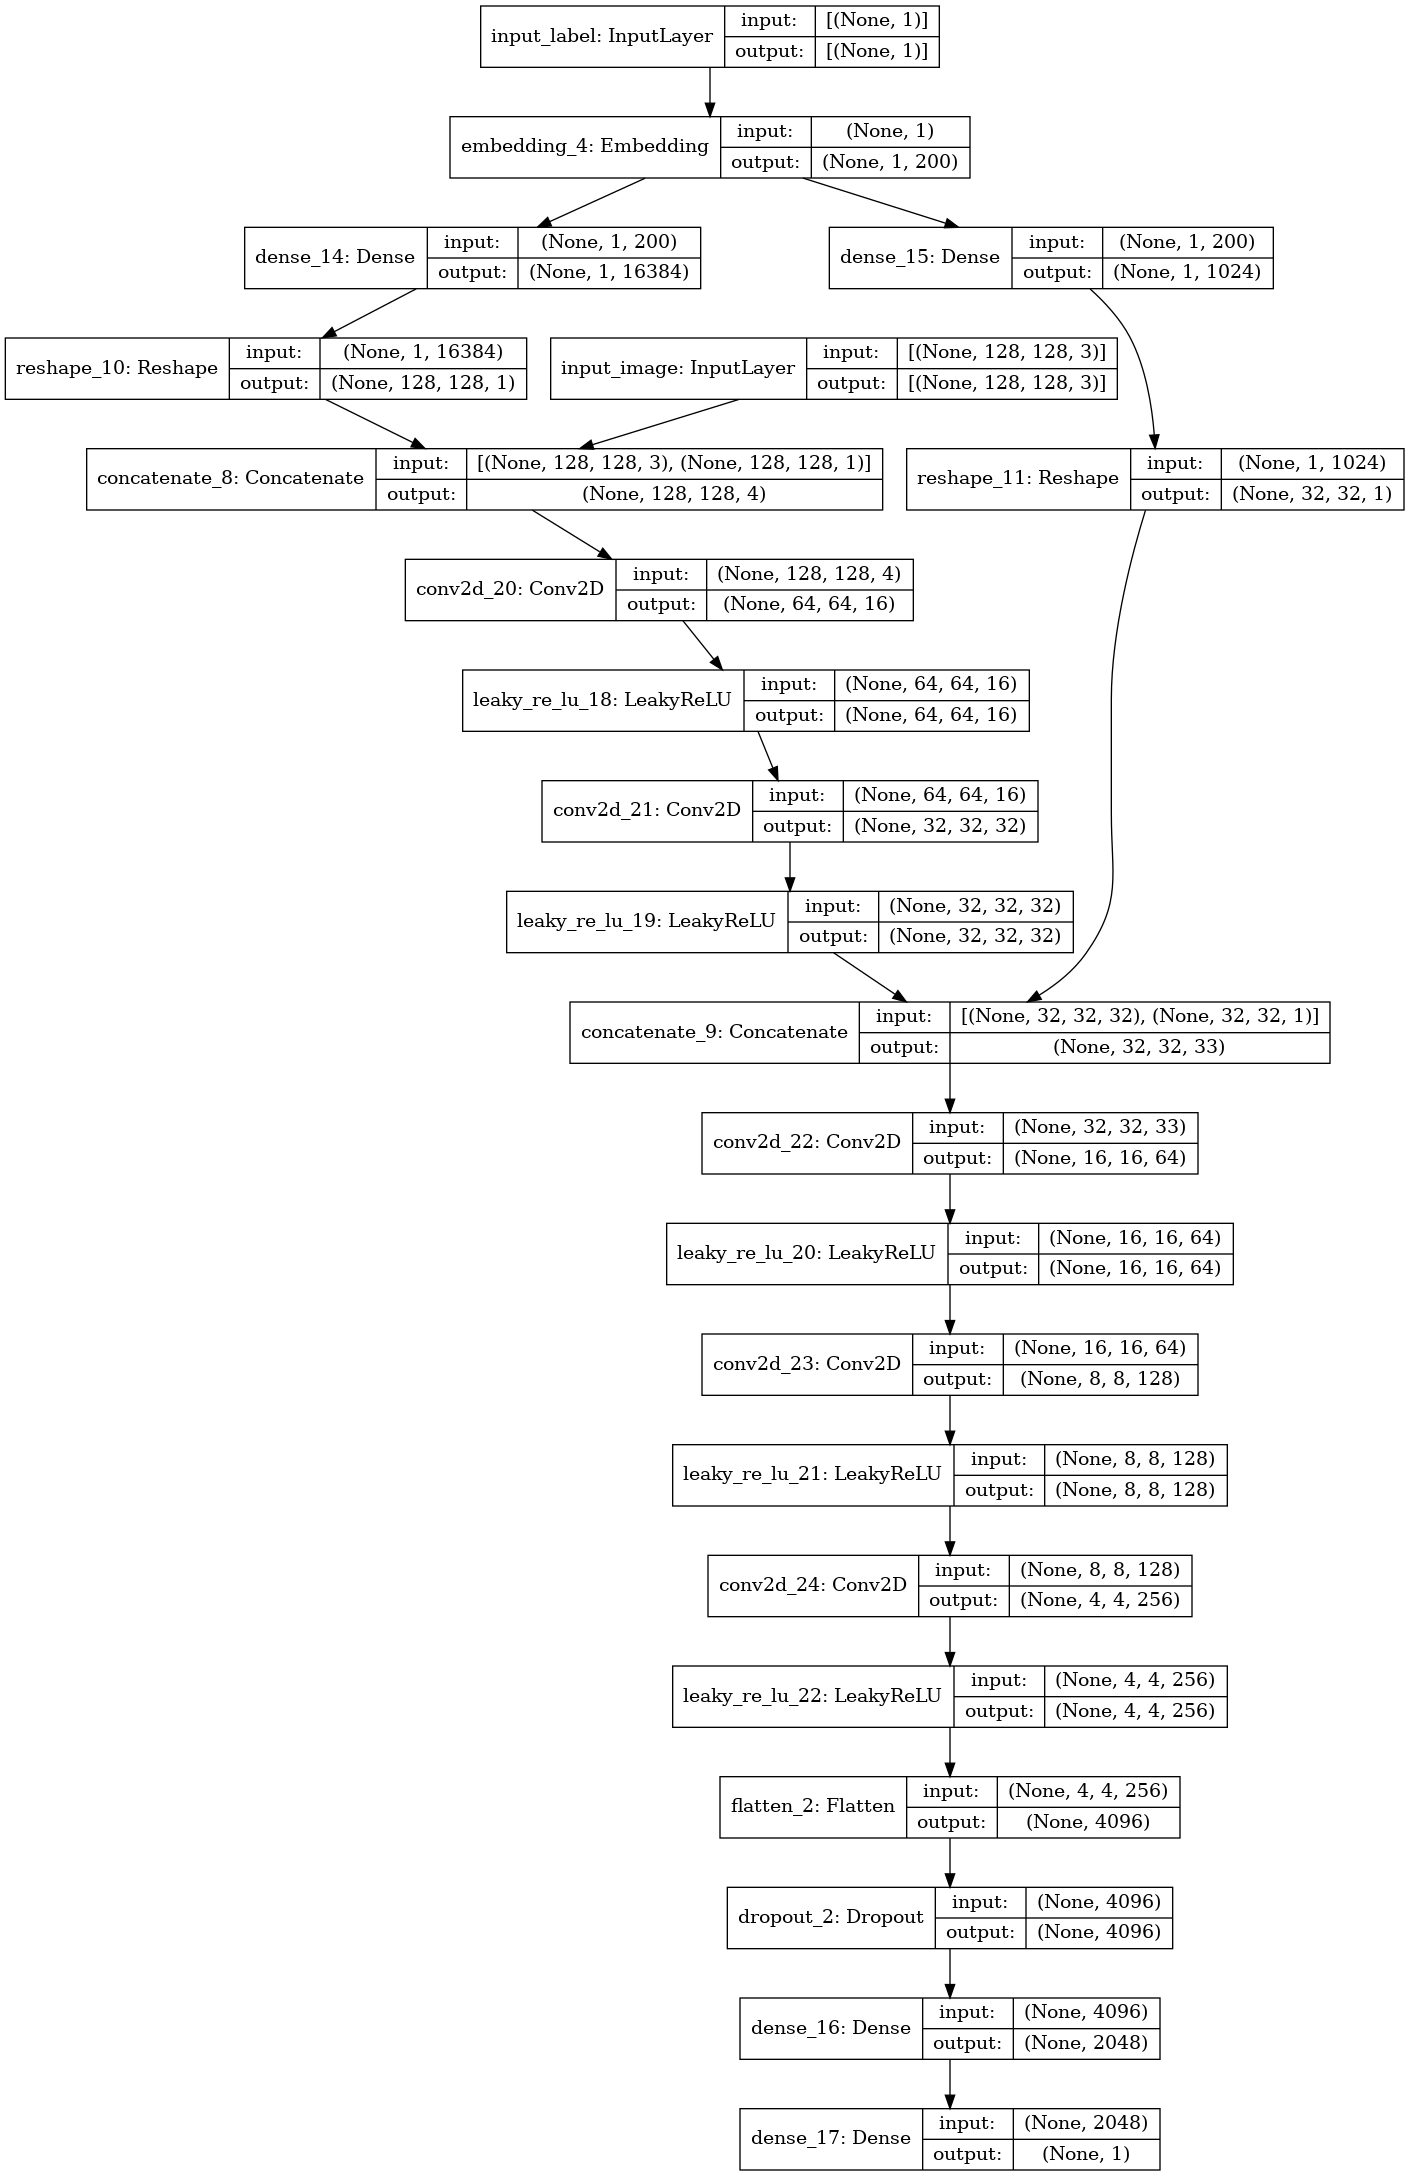 input_label: InputLayer
input: [(None, 1)]
output: [(None, 1)]
embedding_4: Embedding
input: (None, 1)
output: (None, 1, 200)
dense_14: Dense
input: (None, 1, 200)
output: (None, 1, 16384)
dense_15: Dense
input: (None, 1, 200)
output: (None, 1, 1024)
reshape_10: Reshape
input: (None, 1, 16384)
output: (None, 128, 128, 1)
input_image: InputLayer
input: [(None, 128, 128, 3)]
output: [(None, 128, 128, 3)]
concatenate_8: Concatenate
input: [(None, 128, 128, 3), (None, 128, 128, 1)]
output: (None, 128, 128, 4)
reshape_11: Reshape
input: (None, 1, 1024)
output: (None, 32, 32, 1)
conv2d_20: Conv2D
input: (None, 128, 128, 4)
output: (None, 64, 64, 16)
leaky_re_lu_18: LeakyReLU
input: (None, 64, 64, 16)
output: (None, 64, 64, 16)
conv2d_21: Conv2D
input: (None, 64, 64, 16)
output: (None, 32, 32, 32)
leaky_re_lu_19: LeakyReLU
input: (None, 32, 32, 32)
output: (None, 32, 32, 32)
concatenate_9: Concatenate
input: [(None, 32, 32, 32), (None, 32, 32, 1)]
output: (None, 32, 32, 33)
conv2d_22: Conv2D
input: (None, 32, 32, 33)
output: (None, 16, 16, 64)
leaky_re_lu_20: LeakyReLU
input: (None, 16, 16, 64)
output: (None, 16, 16, 64)
conv2d_23: Conv2D
input: (None, 16, 16, 64)
output: (None, 8, 8, 128)
leaky_re_lu_21: LeakyReLU
input: (None, 8, 8, 128)
output: (None, 8, 8, 128)
conv2d_24: Conv2D
input: (None, 8, 8, 128)
output: (None, 4, 4, 256)
leaky_re_lu_22: LeakyReLU
input: (None, 4, 4, 256)
output: (None, 4, 4, 256)
flatten_2: Flatten
input: (None, 4, 4, 256)
output: (None, 4096)
dropout_2: Dropout
input: (None, 4096)
output: (None, 4096)
dense_16: Dense
input: (None, 4096)
output: (None, 2048)
dense_17: Dense
input: (None, 2048)
output: (None, 1)